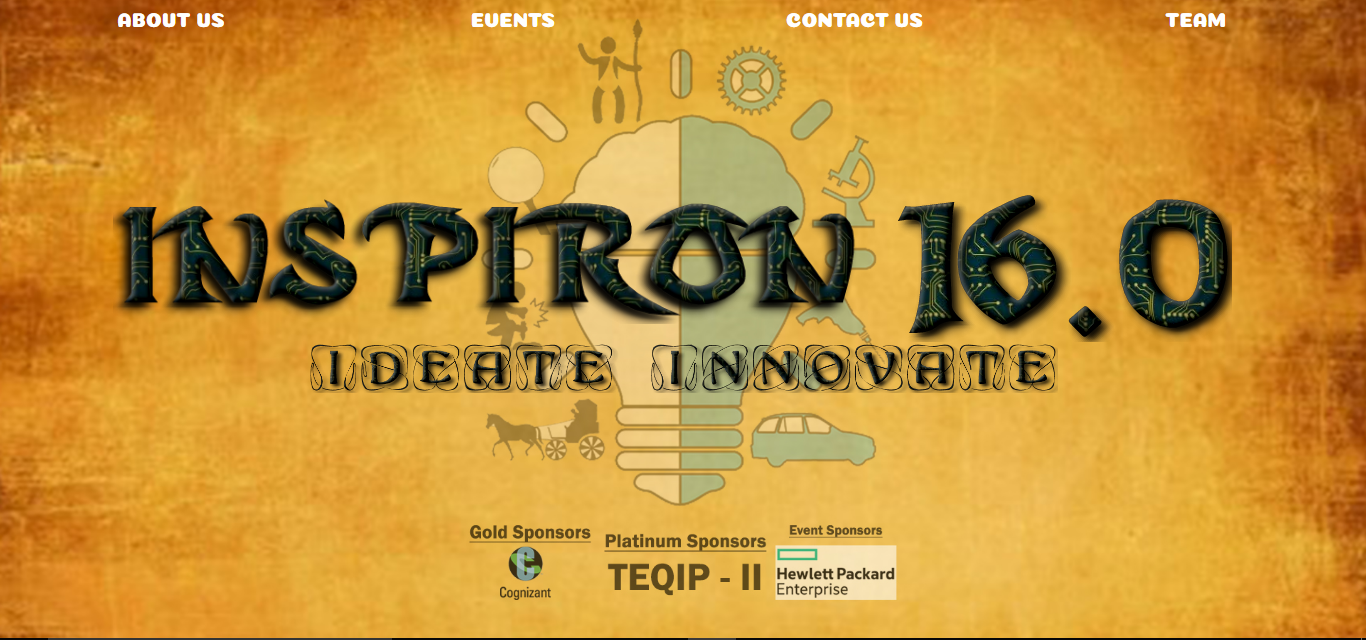 ABOUT US EVENTS CONTACT US TEAM
INSPIRON 16.0
IDEATE INNOVATE
Gold Sponsors
Cognizant
Platinum Sponsors
TEQIP - II
Event Sponsors
Hewlett Packard
Enterprise